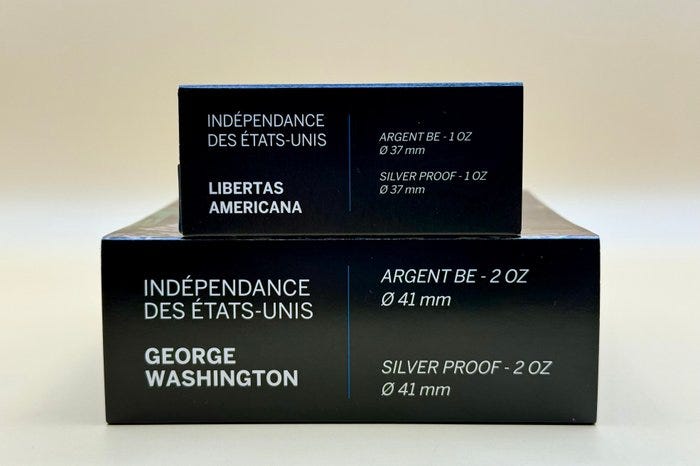 INDÉPENDANCE
DES ÉTATS-UNIS
LIBERTAS
AMERICANA
ARGENT BE - 1 OZ
Ø 37 mm
SILVER PROOF - 1 OZ
Ø 37 mm
INDÉPENDANCE
DES ÉTATS-UNIS
GEORGE
WASHINGTON
ARGENT BE - 2 OZ
Ø 41 mm
SILVER PROOF - 2 OZ
Ø 41 mm